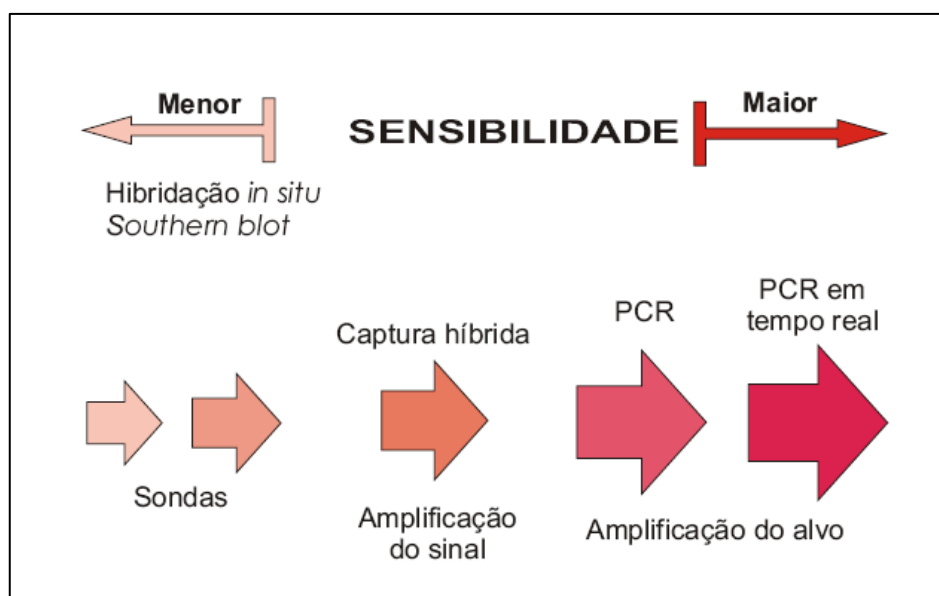 Menor
SENSIBILIDADE
Maior
Hibridação in situ
Southern blot
Captura híbrida
PCR
PCR em
tempo real
Sondas
Amplificação
do sinal
Amplificação do alvo